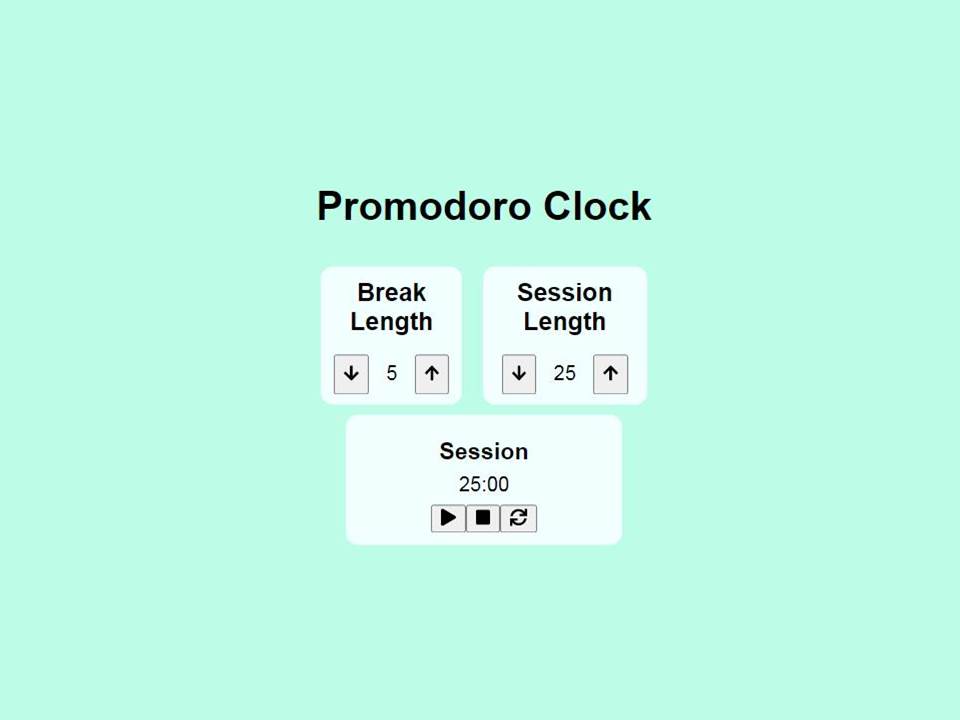 Promodoro Clock
Break
Length
5
Session
Length
25
Session
25:00